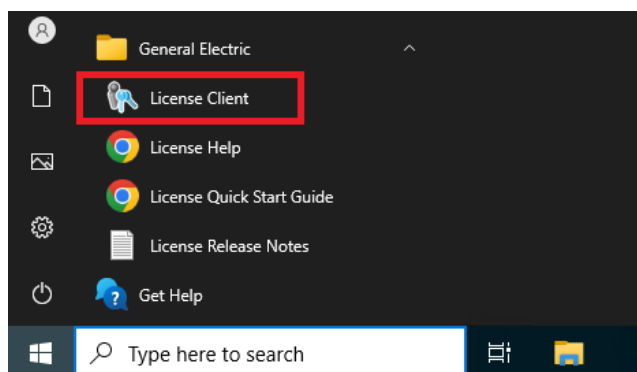 General Electric
License Client
License Help
License Quick Start Guide
License Release Notes
Get Help
Type here to search